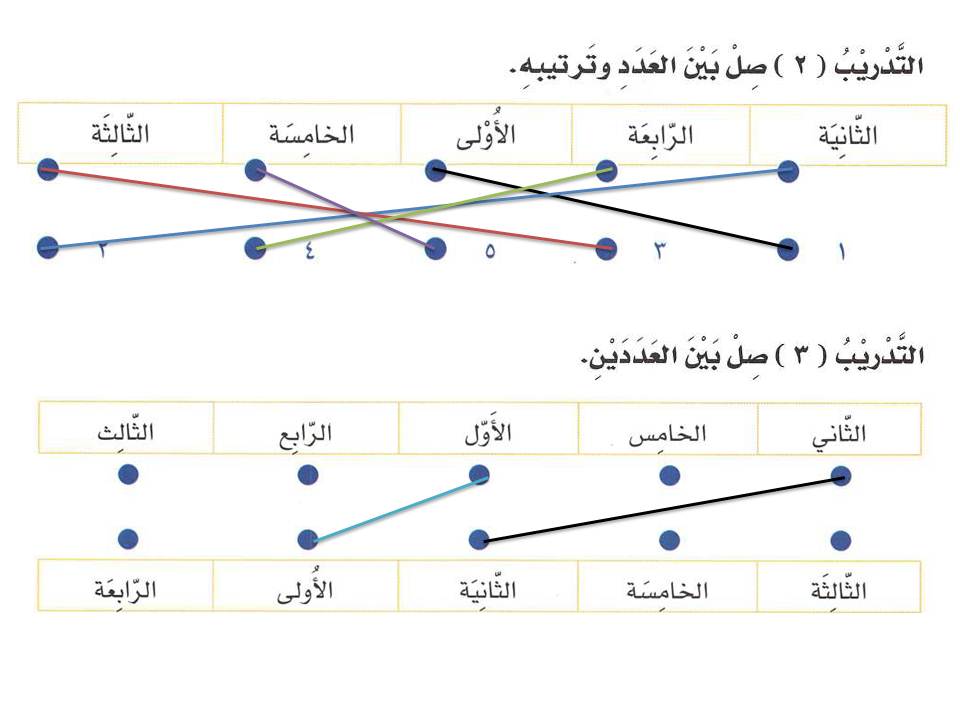 التَّدْرِيْبُ ( ٢ ) صِلْ بَيْنَ العَدَدِ وتَرتيبهِ.
الثّانِيَة الرّابِعَة الأُوْلى الخامِسَة الثّالِثَة
١ ٣ ٥ ٤ ٢
التَّدْرِيْبُ ( ٣ ) صِلْ بَيْنَ العَدَدَيْنِ.
الثّاني الخامِس الأَوّل الرّابِع الثّالِث
الثّالِثَة الخامِسَة الثّانِيَة الأُولى الرّابِعَة